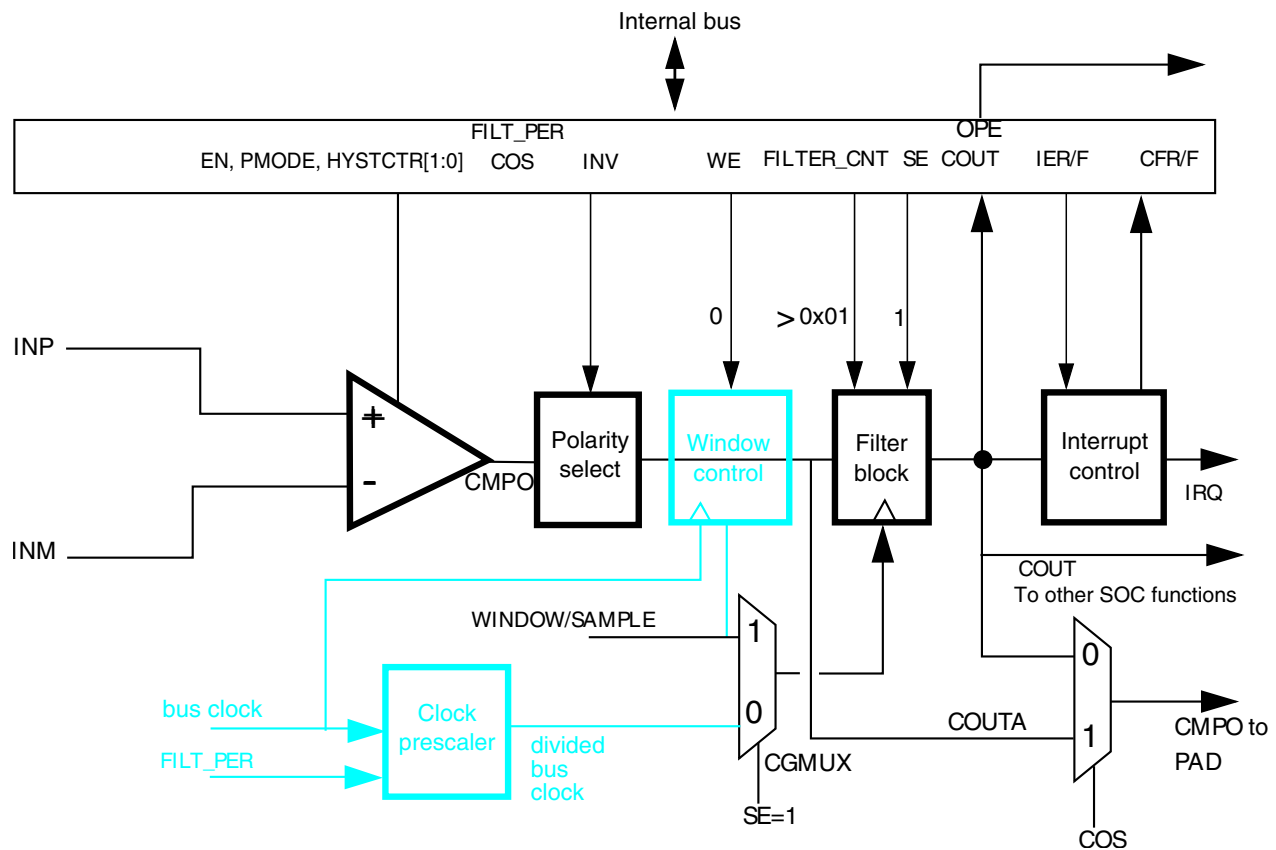 Internal bus
FILT_PER
OPE
EN, PMODE, HYSTCTR[1:0]
COS
INV
WE
FILTER_CNT
SE
COUT
IER/F
CFR/F
0
> 0x01
1
INP
+
-
INM
CMPO
Polarity
select
Window
control
Filter
block
Interrupt
control
IRQ
COUT
To other SOC functions
WINDOW/SAMPLE
1
0
CGMUX
SE=1
bus clock
FILT_PER
Clock
prescaler
divided
bus
clock
COUTA
0
1
CMPO to
PAD
COS